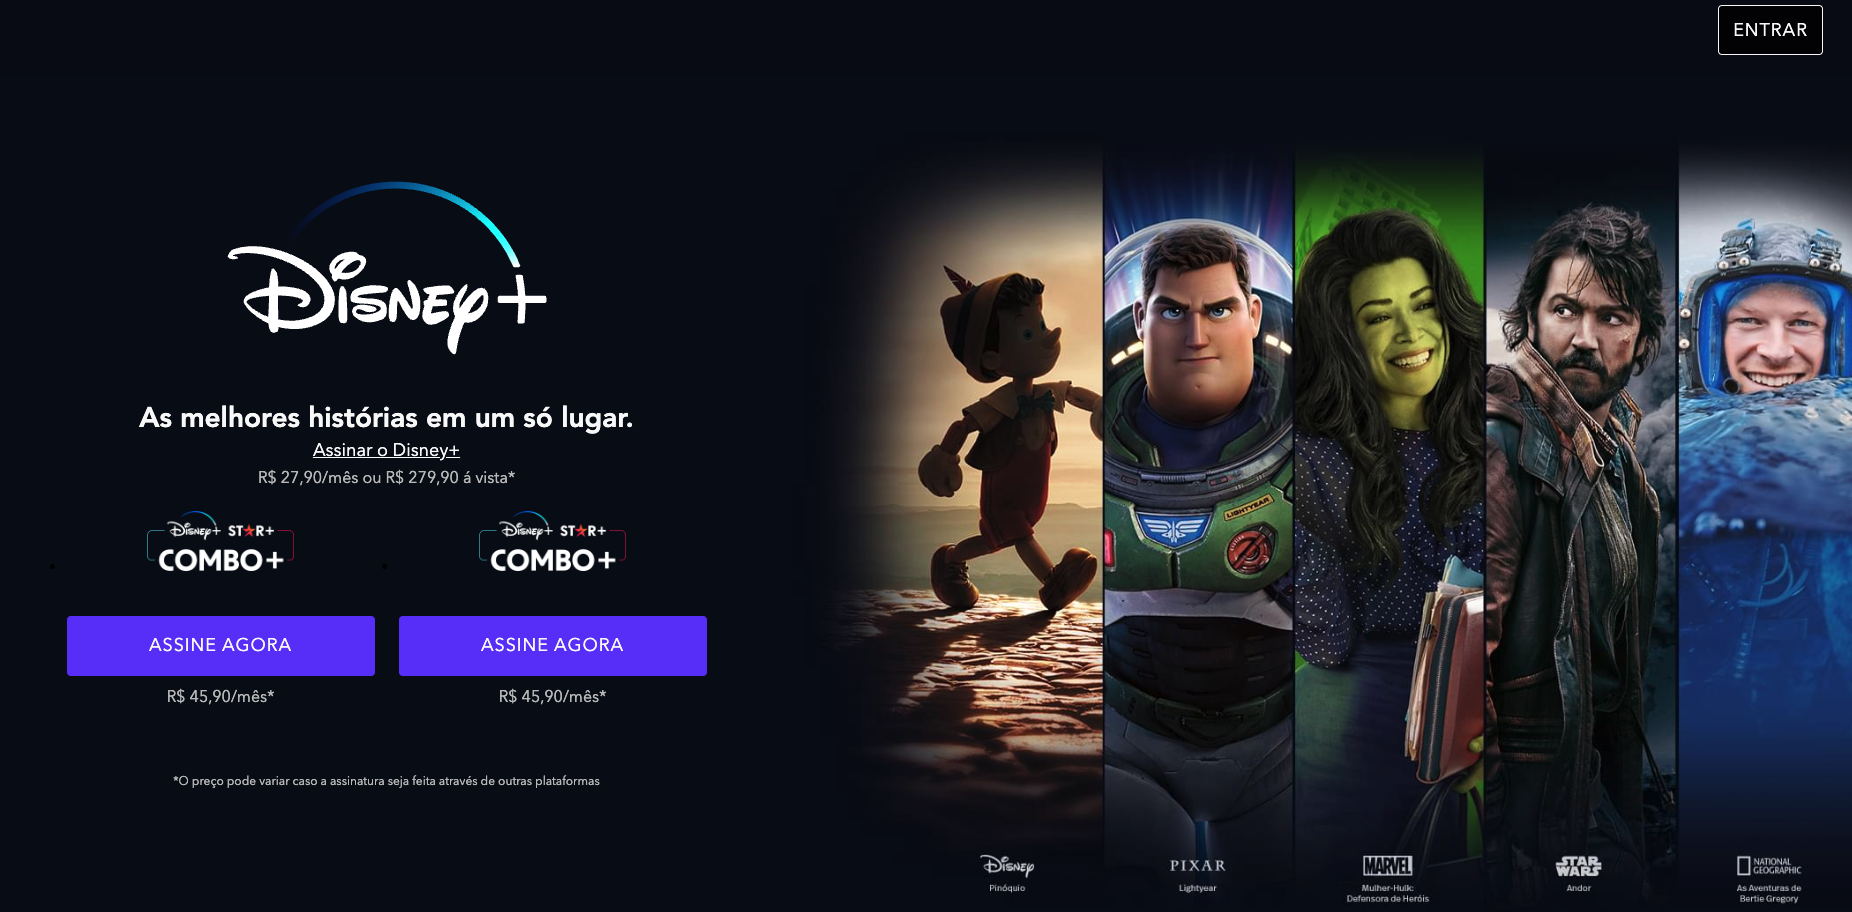 ENTRAR
Disney+
As melhores histórias em um só lugar.
Assinar o Disney+
R$ 27,90/mês ou R$ 279,90 á vista*
Disney+ STAR+
COMBO+
ASSINE AGORA
R$ 45,90/mês*
Disney+ STAR+
COMBO+
ASSINE AGORA
R$ 45,90/mês*
*O preço pode variar caso a assinatura seja feita através de outras plataformas
LIGHTYEAR
Disney
Pinóquio
PIXAR
Lightyear
MARVEL
Mulher-Hulk:
Defensora de Heróis
STAR
WARS
Andor
NATIONAL
GEOGRAPHIC
As Aventuras de
Bertie Gregory